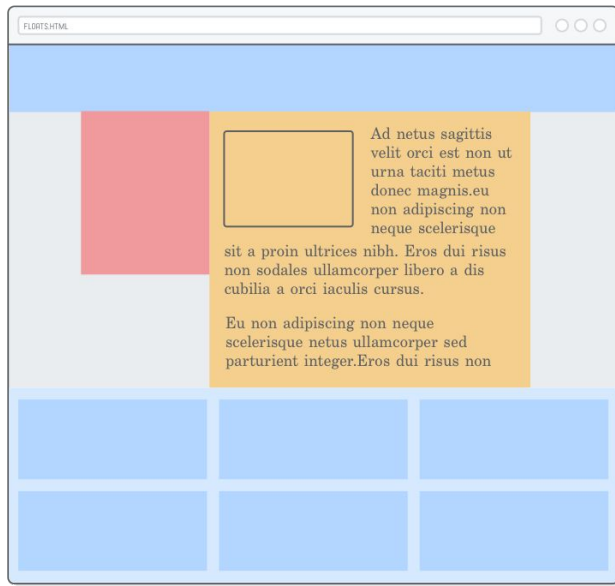 FLOATS.HTML
Ad netus sagittis
velit orci est non ut
urna taciti metus
donec magnis.eu
non adipiscing non
neque scelerisque
sit a proin ultrices nibh. Eros dui risus
non sodales ullamcorper libero a dis
cubilia a orci iaculis cursus.
Eu non adipiscing non neque
scelerisque netus ullamcorper sed
parturient integer.Eros dui risus non